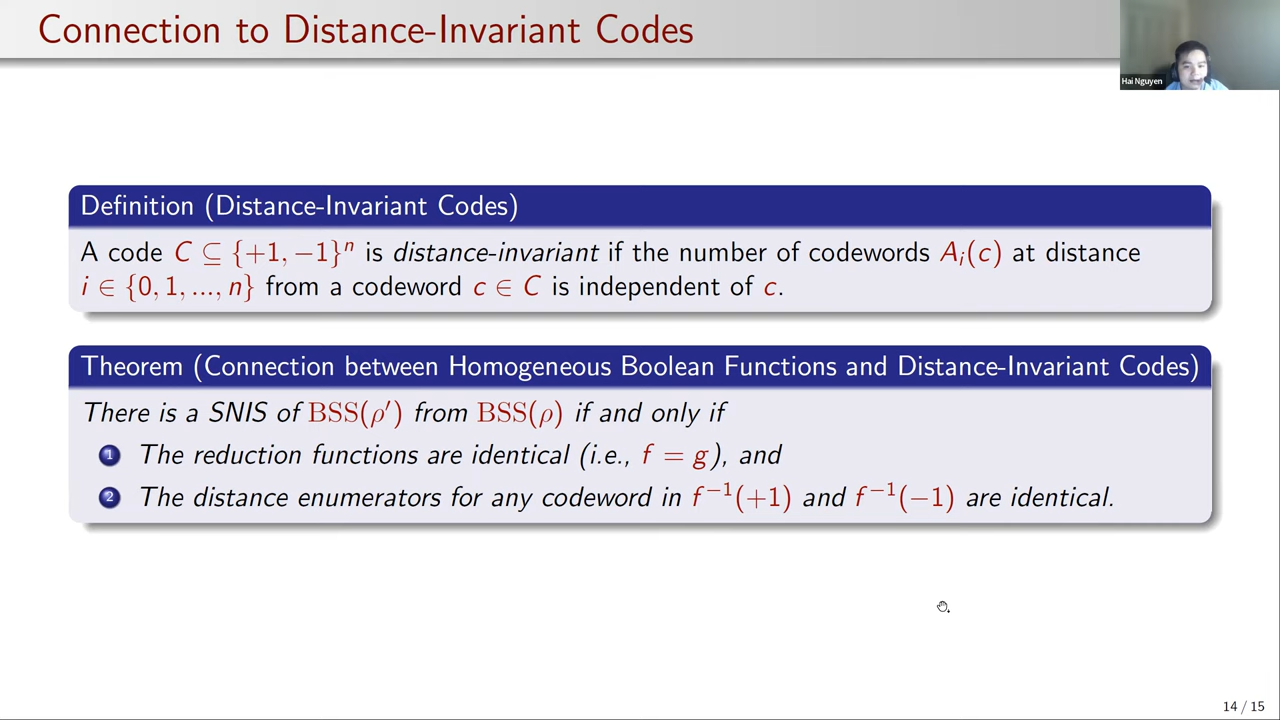 Connection to Distance-Invariant Codes
Hai Nguyen
Definition (Distance-Invariant Codes)
A code C ⊆ {+1, −1}ⁿ is distance-invariant if the number of codewords Aᵢ(c) at distance
i ∈ {0, 1, ..., n} from a codeword c ∈ C is independent of c.
Theorem (Connection between Homogeneous Boolean Functions and Distance-Invariant Codes)
There is a SNIS of BSS(ρ′) from BSS(ρ) if and only if
1 The reduction functions are identical (i.e., f = g), and
2 The distance enumerators for any codeword in f⁻¹(+1) and f⁻¹(−1) are identical.
14 / 15